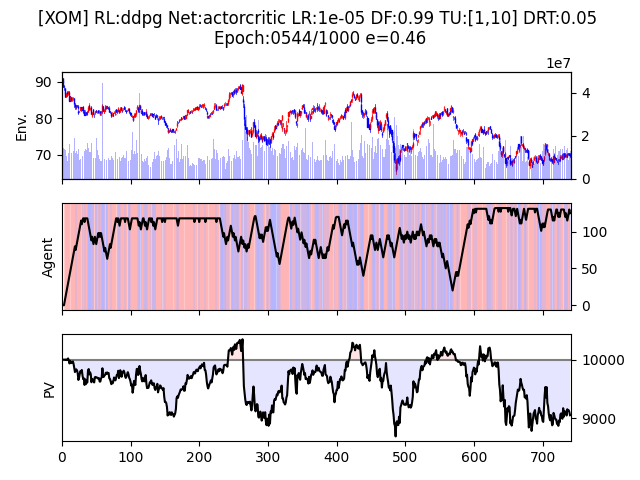 [XOM] RL:ddpg Net:actorcritic LR:1e-05 DF:0.99 TU:[1,10] DRT:0.05
Epoch:0544/1000 e=0.46
1e7
90
80
70
Env.
4
2
0
Agent
100
50
0
PV
10000
9000
0 100 200 300 400 500 600 700